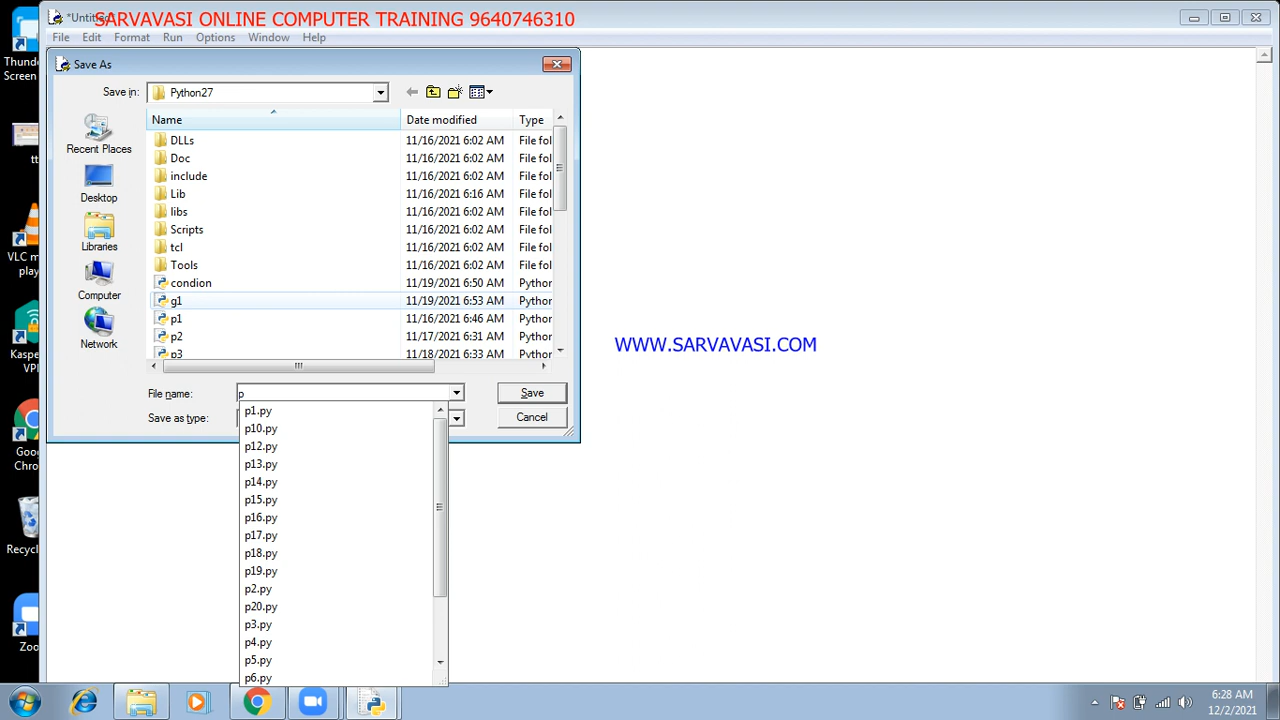 *Untitled
SARVAVASI ONLINE COMPUTER TRAINING 9640746310
File Edit Format Run Options Window Help
Save As
Save in: Python27
Name Date modified Type
DLLs 11/16/2021 6:02 AM File fol
Doc 11/16/2021 6:02 AM File fol
include 11/16/2021 6:02 AM File fol
Lib 11/16/2021 6:16 AM File fol
libs 11/16/2021 6:02 AM File fol
Scripts 11/16/2021 6:02 AM File fol
tcl 11/16/2021 6:02 AM File fol
Tools 11/16/2021 6:02 AM File fol
condion 11/19/2021 6:50 AM Python
g1 11/19/2021 6:53 AM Python
p1 11/16/2021 6:46 AM Python
p2 11/17/2021 6:31 AM Python
p3 11/18/2021 6:33 AM Python
Recent Places
Desktop
Libraries
Computer
Network
File name: p
Save
Save as type:
Cancel
p1.py
p10.py
p12.py
p13.py
p14.py
p15.py
p16.py
p17.py
p18.py
p19.py
p2.py
p20.py
p3.py
p4.py
p5.py
p6.py
WWW.SARVAVASI.COM
Thund
Screen
tt
VLC m
play
Kaspe
VPI
Goo
Chro
Recyc
Zoo
6:28 AM
12/2/2021